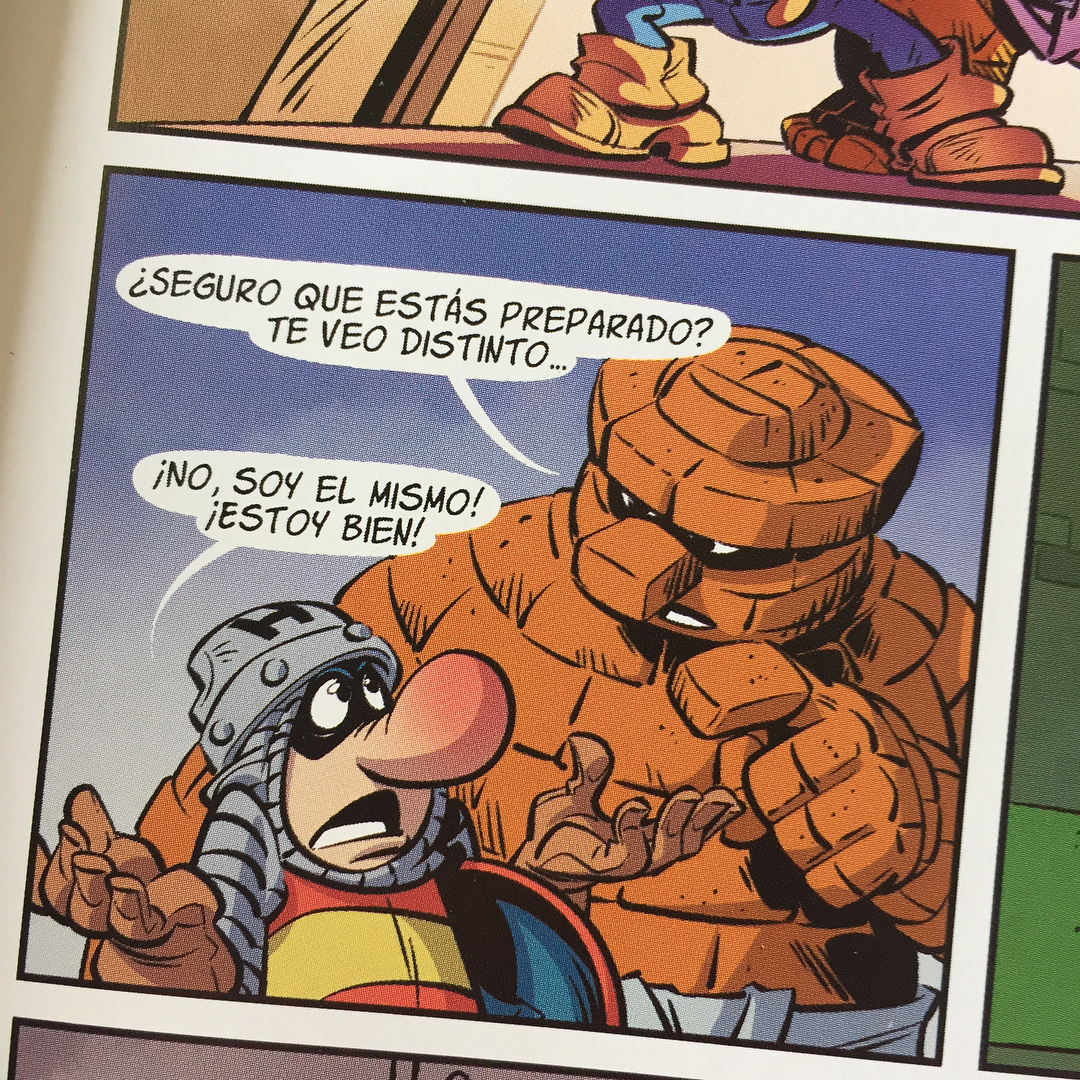 ¿SEGURO QUE ESTÁS PREPARADO?
TE VEO DISTINTO...
¡NO, SOY EL MISMO!
¡ESTOY BIEN!
H